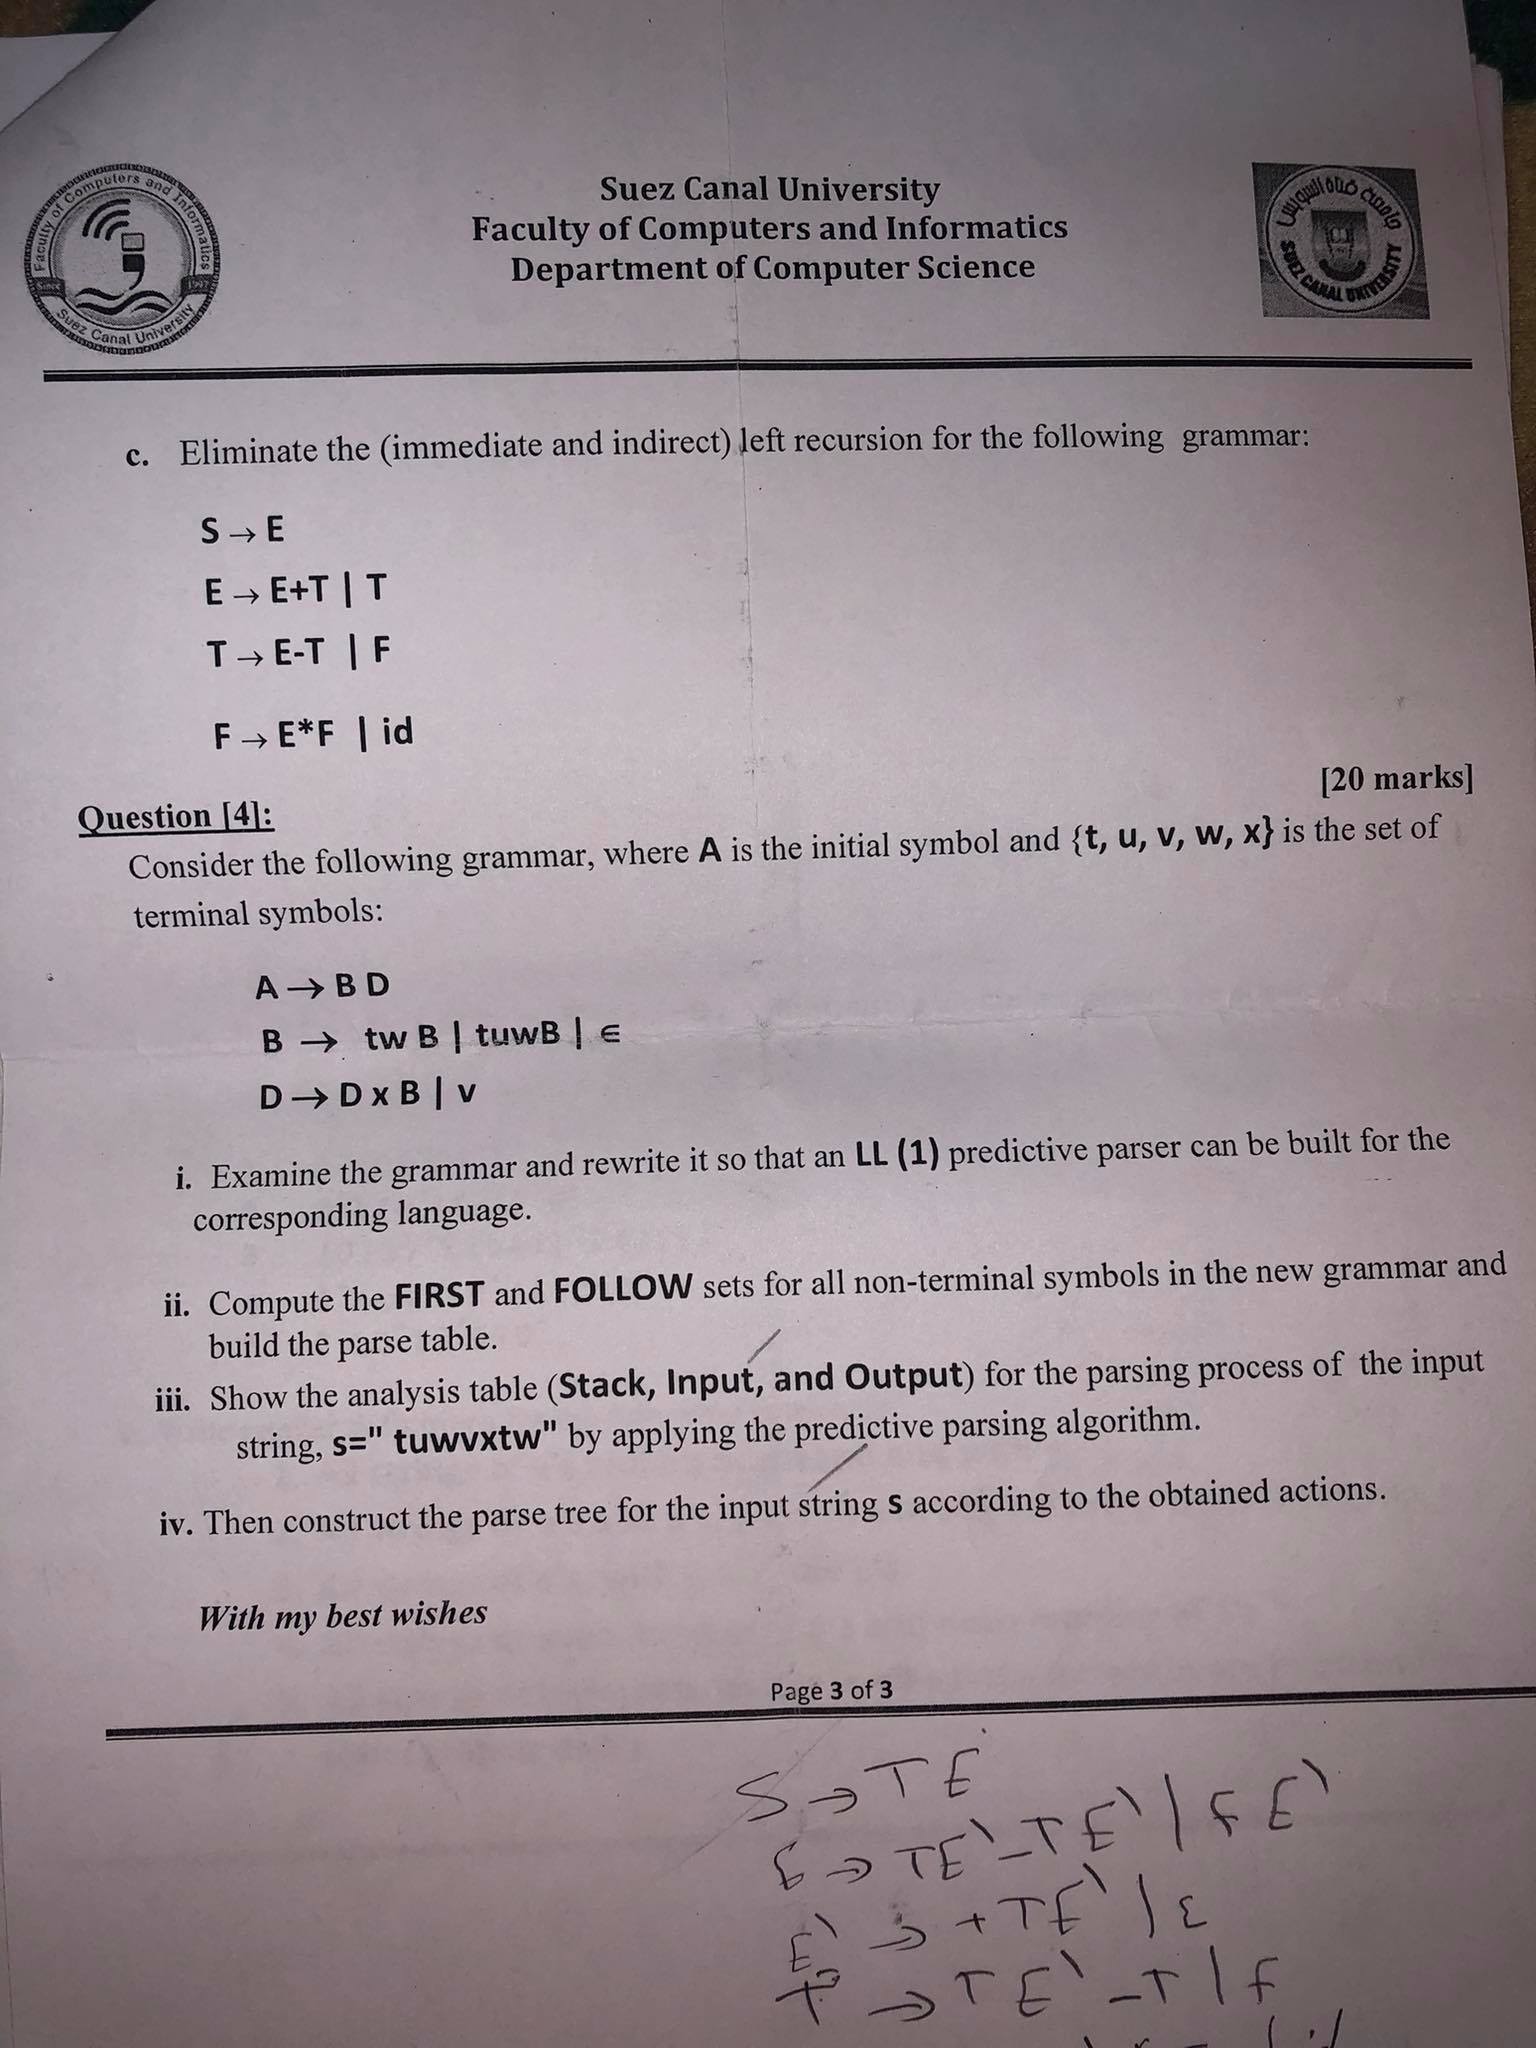 Faculty of Computers and Informatics
Suez Canal University
Suez Canal University
Faculty of Computers and Informatics
Department of Computer Science
جامعة قناة السويس
SUEZ CANAL UNIVERSITY
c. Eliminate the (immediate and indirect) left recursion for the following grammar:
S → E
E → E+T | T
T → E-T | F
F → E*F | id
[20 marks]
Question [4]:
Consider the following grammar, where A is the initial symbol and {t, u, v, w, x} is the set of
terminal symbols:
A → B D
B → tw B | tuwB | ∈
D → D x B | v
i. Examine the grammar and rewrite it so that an LL (1) predictive parser can be built for the
corresponding language.
ii. Compute the FIRST and FOLLOW sets for all non-terminal symbols in the new grammar and
build the parse table.
iii. Show the analysis table (Stack, Input, and Output) for the parsing process of the input
string, s=" tuwvxtw" by applying the predictive parsing algorithm.
iv. Then construct the parse tree for the input string s according to the obtained actions.
With my best wishes
Page 3 of 3
S → T E
E → TE' - TE' | F E'
E' → + TE' | ε
T → T E' - T | F